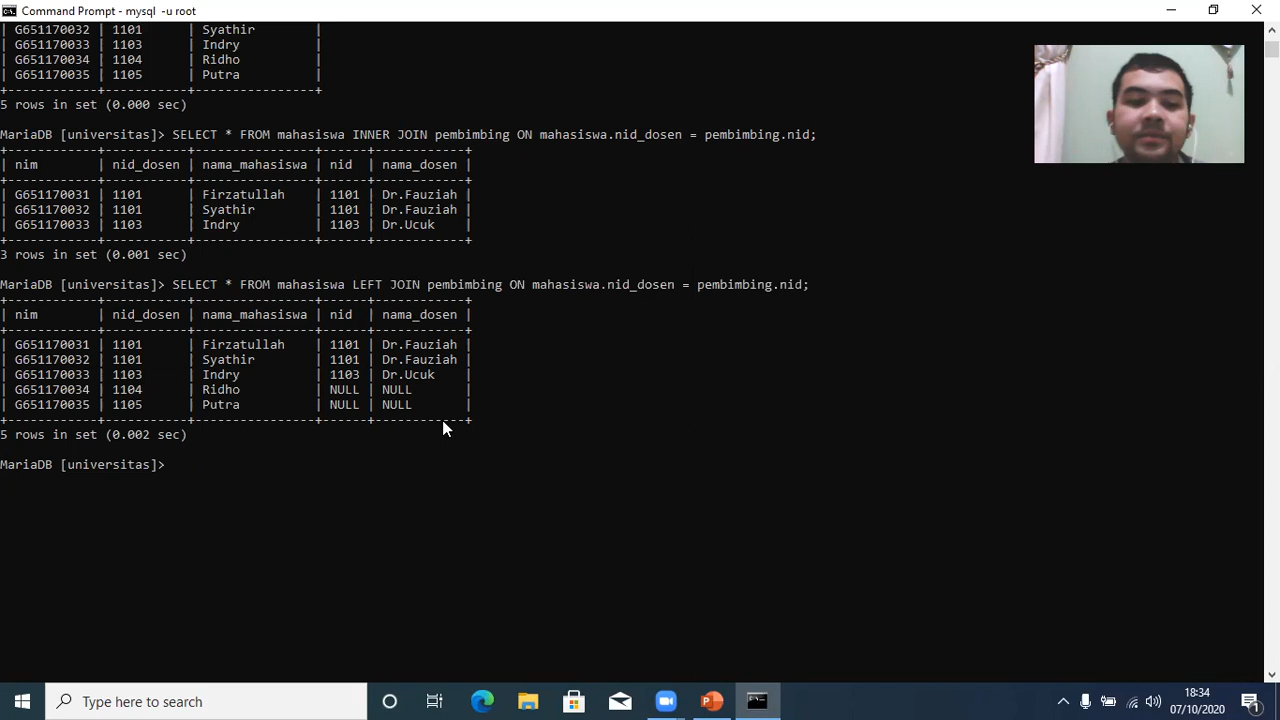 Command Prompt - mysql -u root
| G651170032 | 1101 | Syathir |
| G651170033 | 1103 | Indry |
| G651170034 | 1104 | Ridho |
| G651170035 | 1105 | Putra |
+------------+-----------+----------------+
5 rows in set (0.000 sec)
MariaDB [universitas]> SELECT * FROM mahasiswa INNER JOIN pembimbing ON mahasiswa.nid_dosen = pembimbing.nid;
+------------+-----------+----------------+------+------------+
| nim | nid_dosen | nama_mahasiswa | nid | nama_dosen |
+------------+-----------+----------------+------+------------+
| G651170031 | 1101 | Firzatullah | 1101 | Dr.Fauziah |
| G651170032 | 1101 | Syathir | 1101 | Dr.Fauziah |
| G651170033 | 1103 | Indry | 1103 | Dr.Ucuk |
+------------+-----------+----------------+------+------------+
3 rows in set (0.001 sec)
MariaDB [universitas]> SELECT * FROM mahasiswa LEFT JOIN pembimbing ON mahasiswa.nid_dosen = pembimbing.nid;
+------------+-----------+----------------+------+------------+
| nim | nid_dosen | nama_mahasiswa | nid | nama_dosen |
+------------+-----------+----------------+------+------------+
| G651170031 | 1101 | Firzatullah | 1101 | Dr.Fauziah |
| G651170032 | 1101 | Syathir | 1101 | Dr.Fauziah |
| G651170033 | 1103 | Indry | 1103 | Dr.Ucuk |
| G651170034 | 1104 | Ridho | NULL | NULL |
| G651170035 | 1105 | Putra | NULL | NULL |
+------------+-----------+----------------+------+------------+
5 rows in set (0.002 sec)
MariaDB [universitas]>
Type here to search
18:34
07/10/2020
1